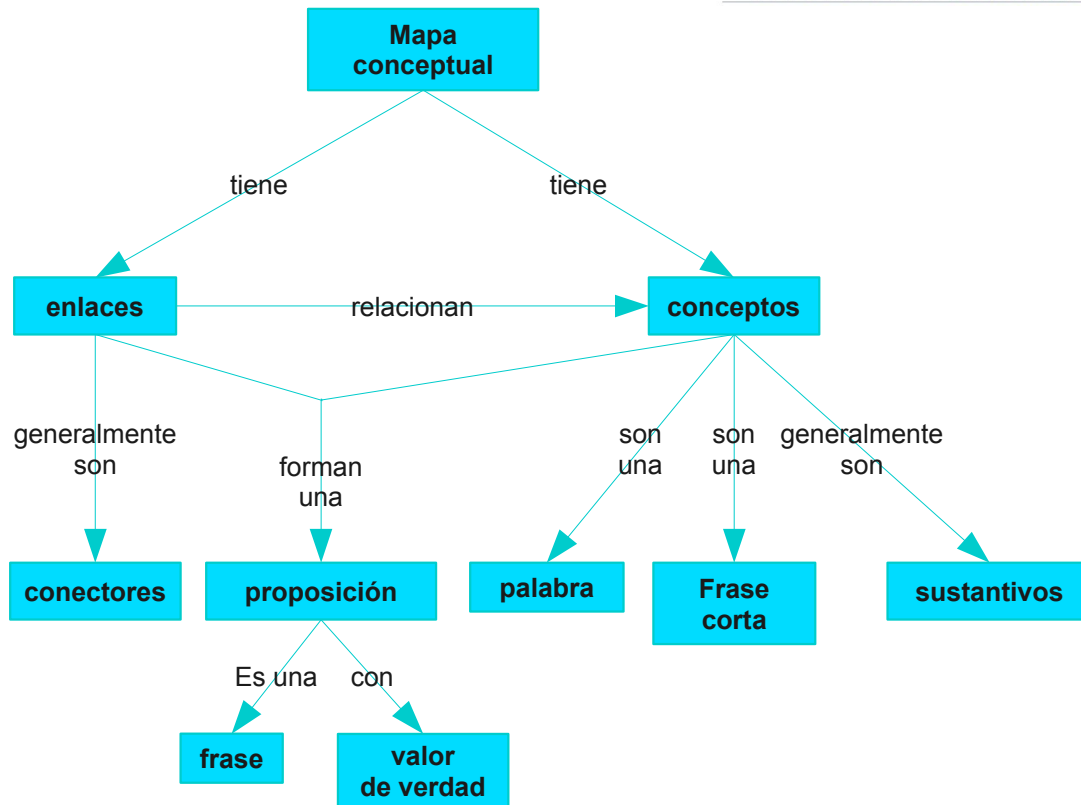 Mapa
conceptual
tiene
tiene
enlaces
relacionan
conceptos
generalmente
son
forman
una
son
una
son
una
generalmente
son
conectores
proposición
palabra
Frase
corta
sustantivos
Es una
con
frase
valor
de verdad